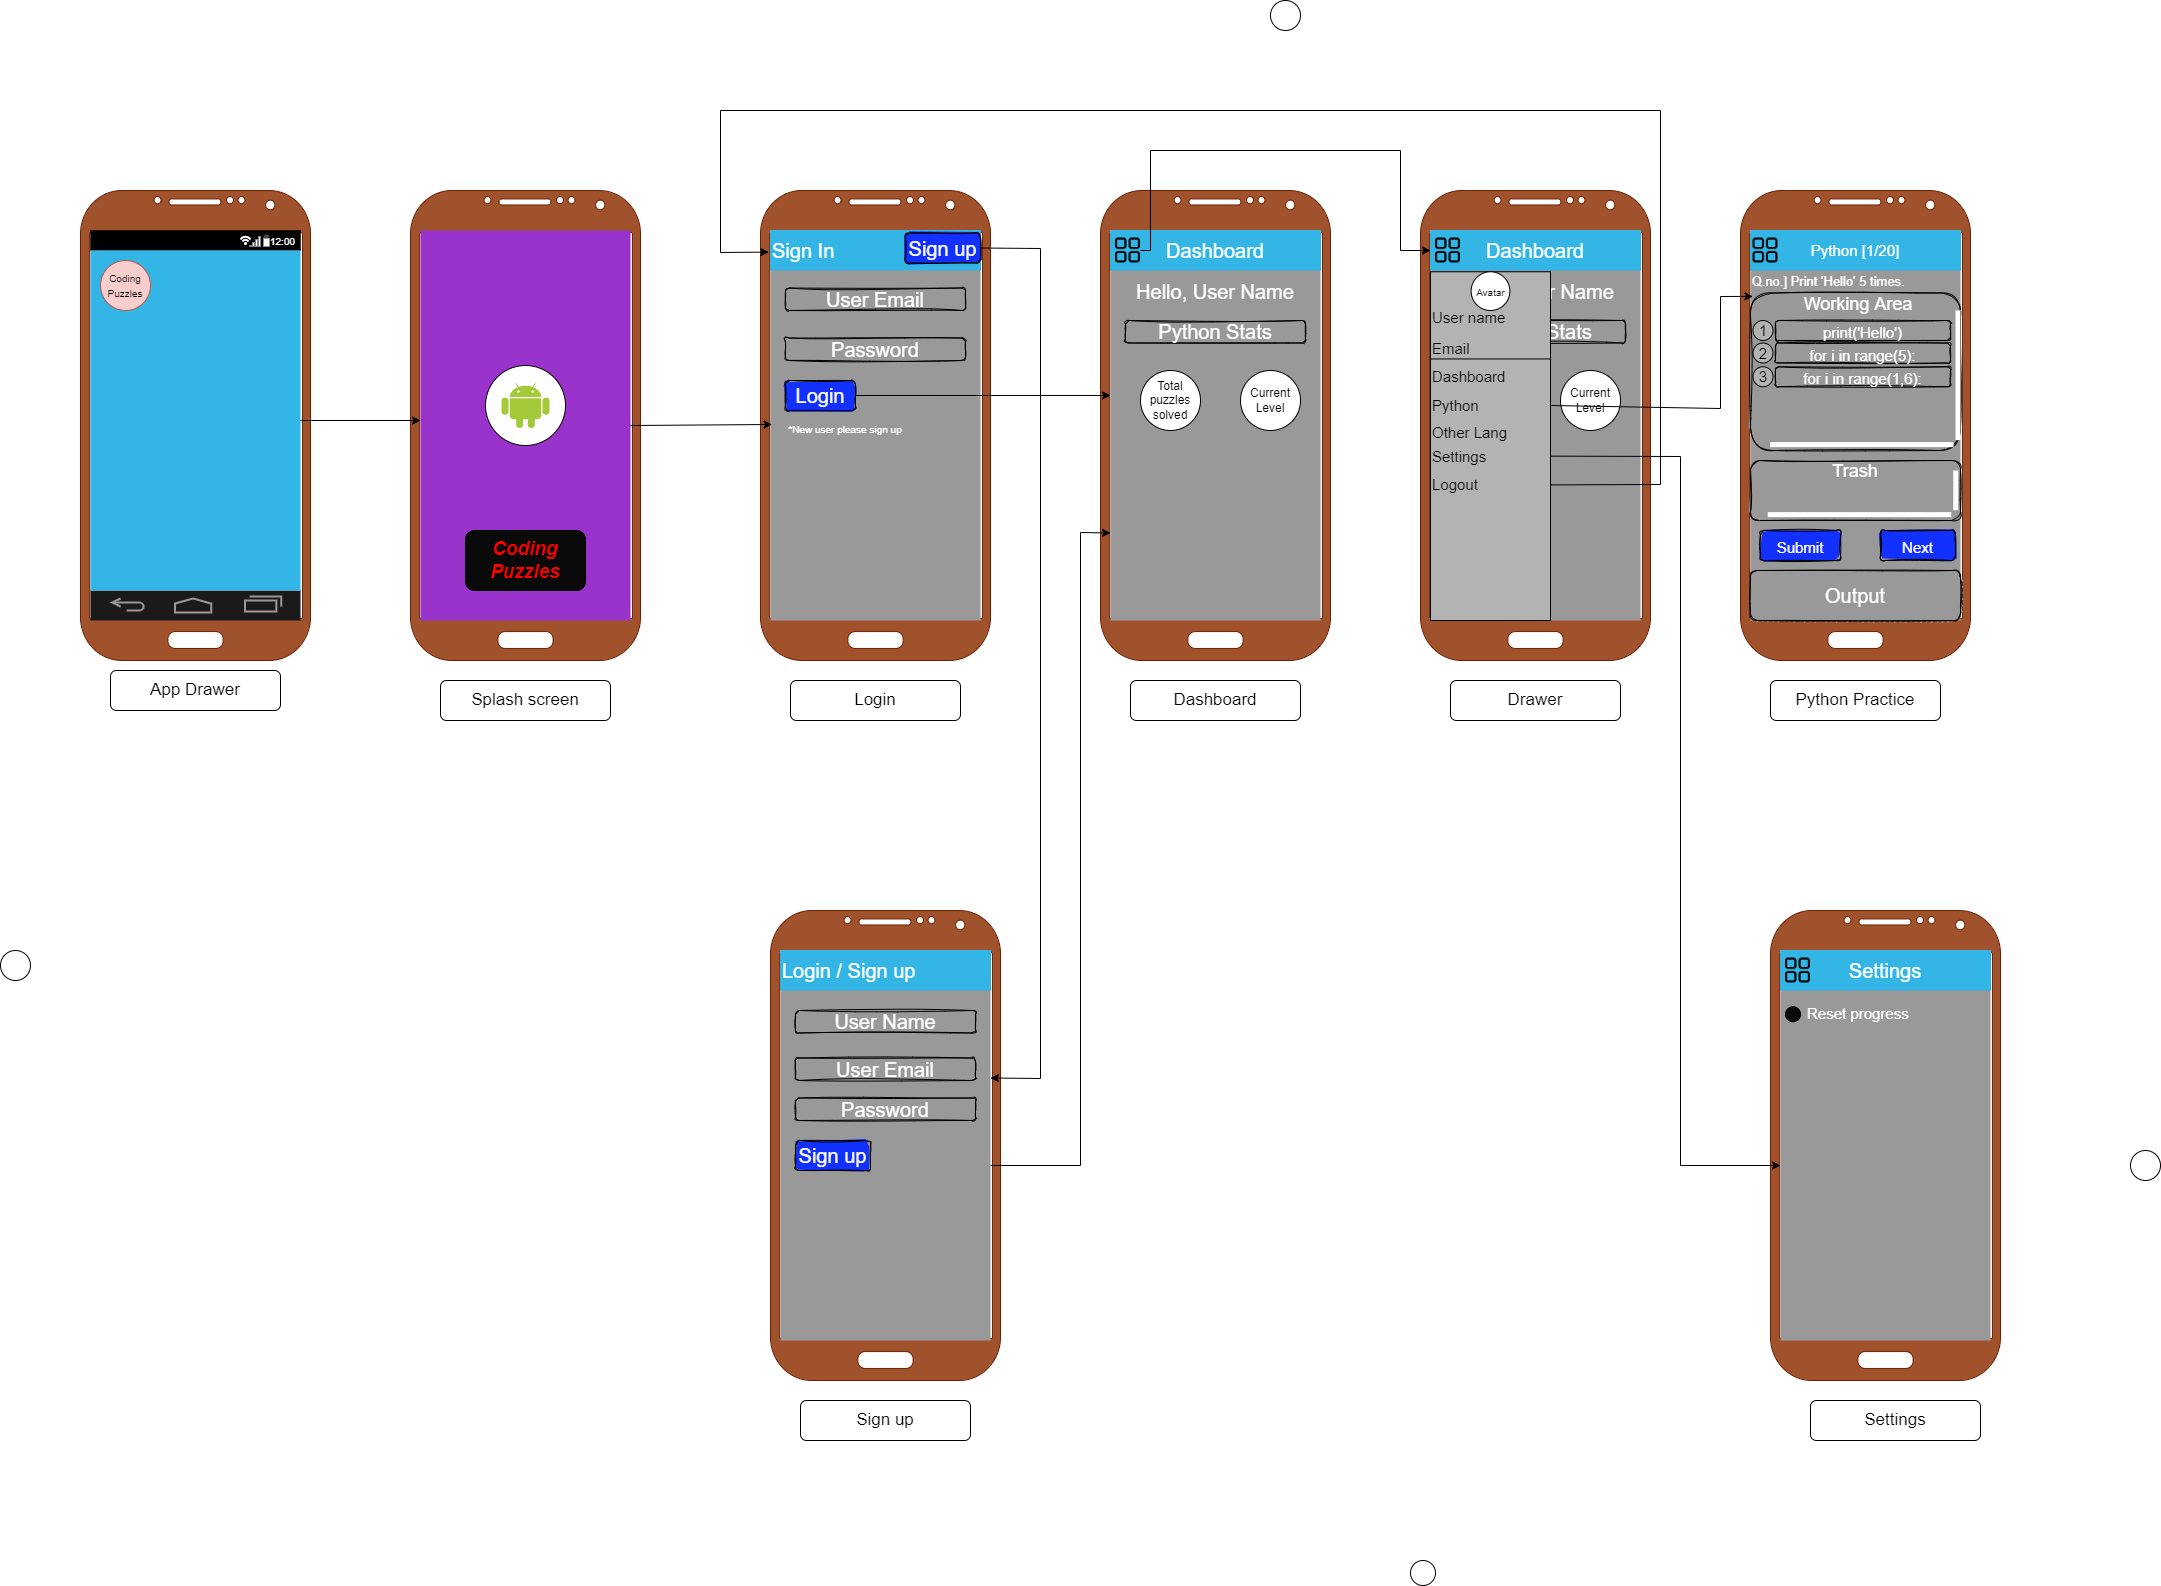 12:00
Coding
Puzzles
App Drawer
Coding
Puzzles
Splash screen
Sign In
Sign up
User Email
Password
Login
*New user please sign up
Login
Dashboard
Hello, User Name
Python Stats
Total
puzzles
solved
Current
Level
Dashboard
Dashboard
Avatar
r Name
User name
Stats
Email
Dashboard
Python
Current
Level
Other Lang
Settings
Logout
Drawer
Python [1/20]
Q.no.] Print 'Hello' 5 times.
Working Area
1 print('Hello')
2 for i in range(5):
3 for i in range(1,6):
Trash
Submit
Next
Output
Python Practice
Login / Sign up
User Name
User Email
Password
Sign up
Sign up
Settings
Reset progress
Settings